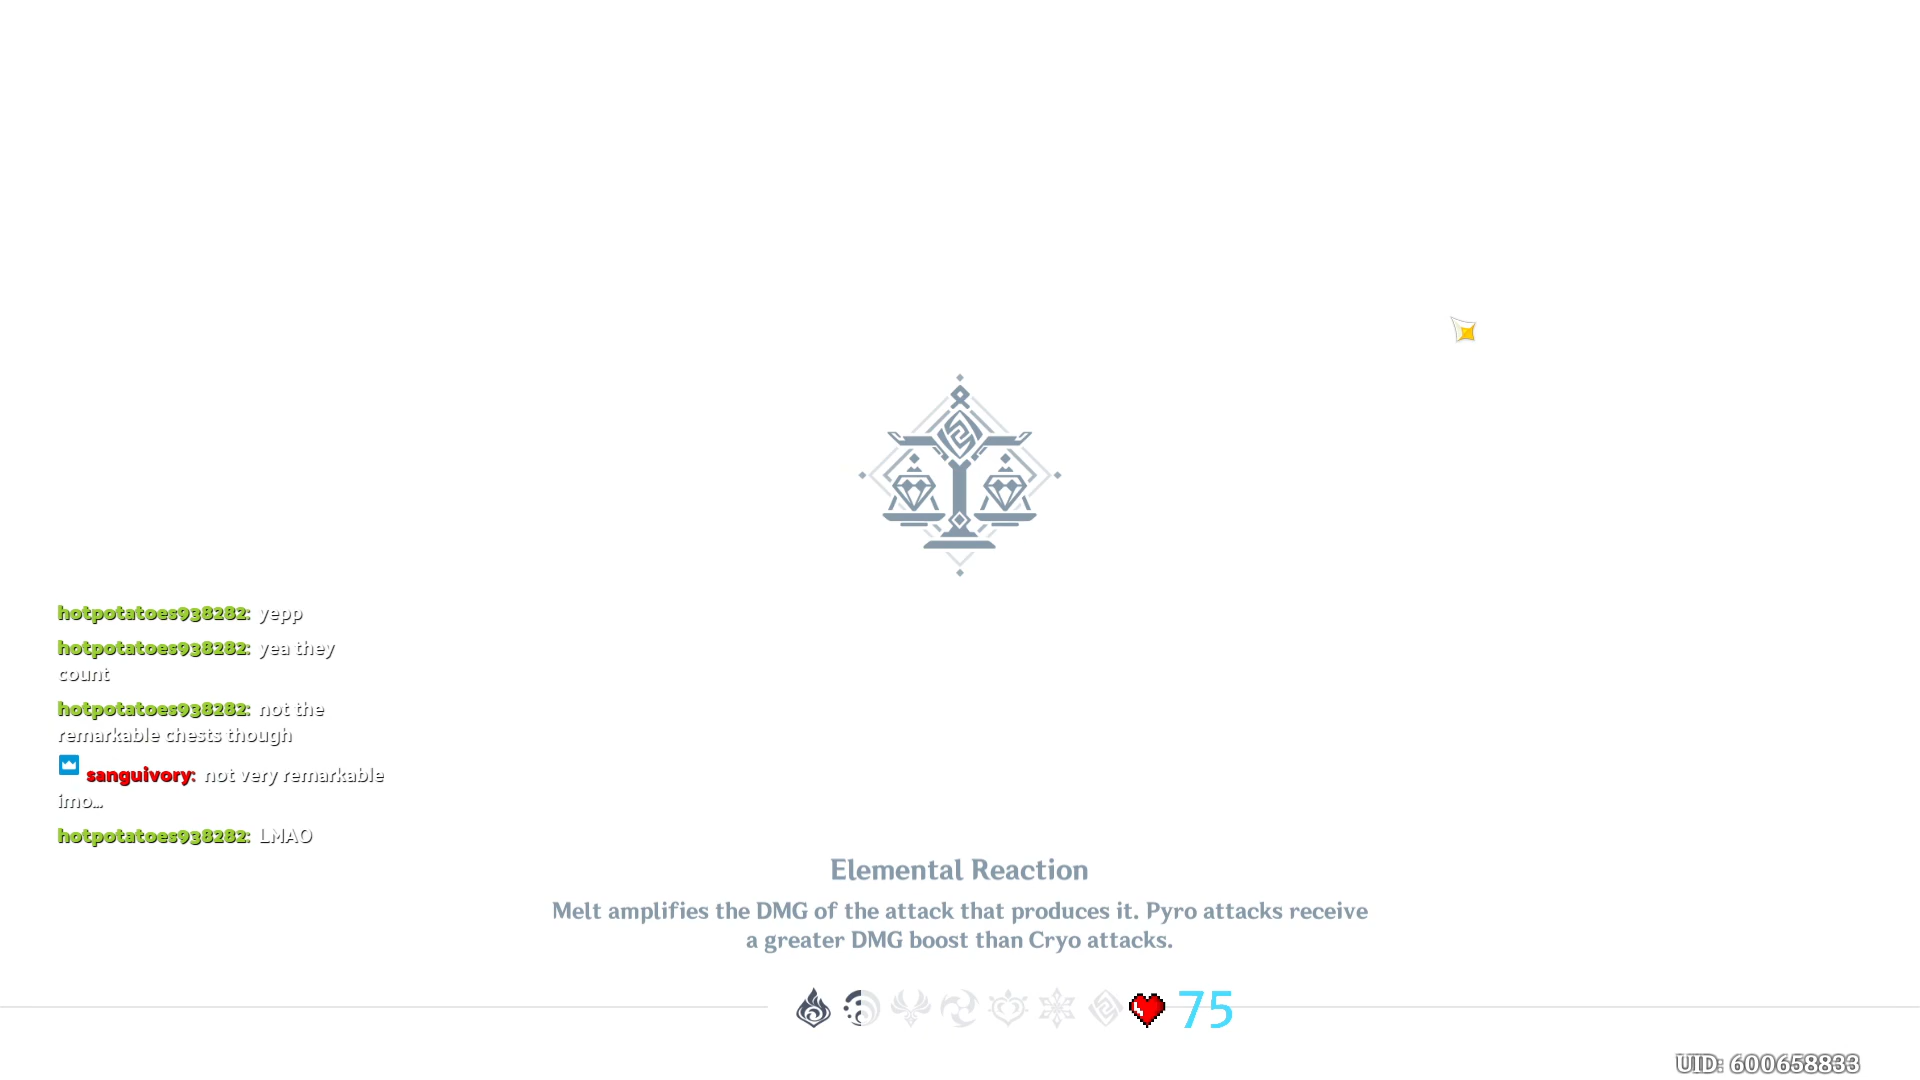 hotpotatoes938282: yepp
hotpotatoes938282: yea they
count
hotpotatoes938282: not the
remarkable chests though
sanguivory: not very remarkable
imo...
hotpotatoes938282: LMAO
Elemental Reaction
Melt amplifies the DMG of the attack that produces it. Pyro attacks receive
a greater DMG boost than Cryo attacks.
75
UID: 600658833